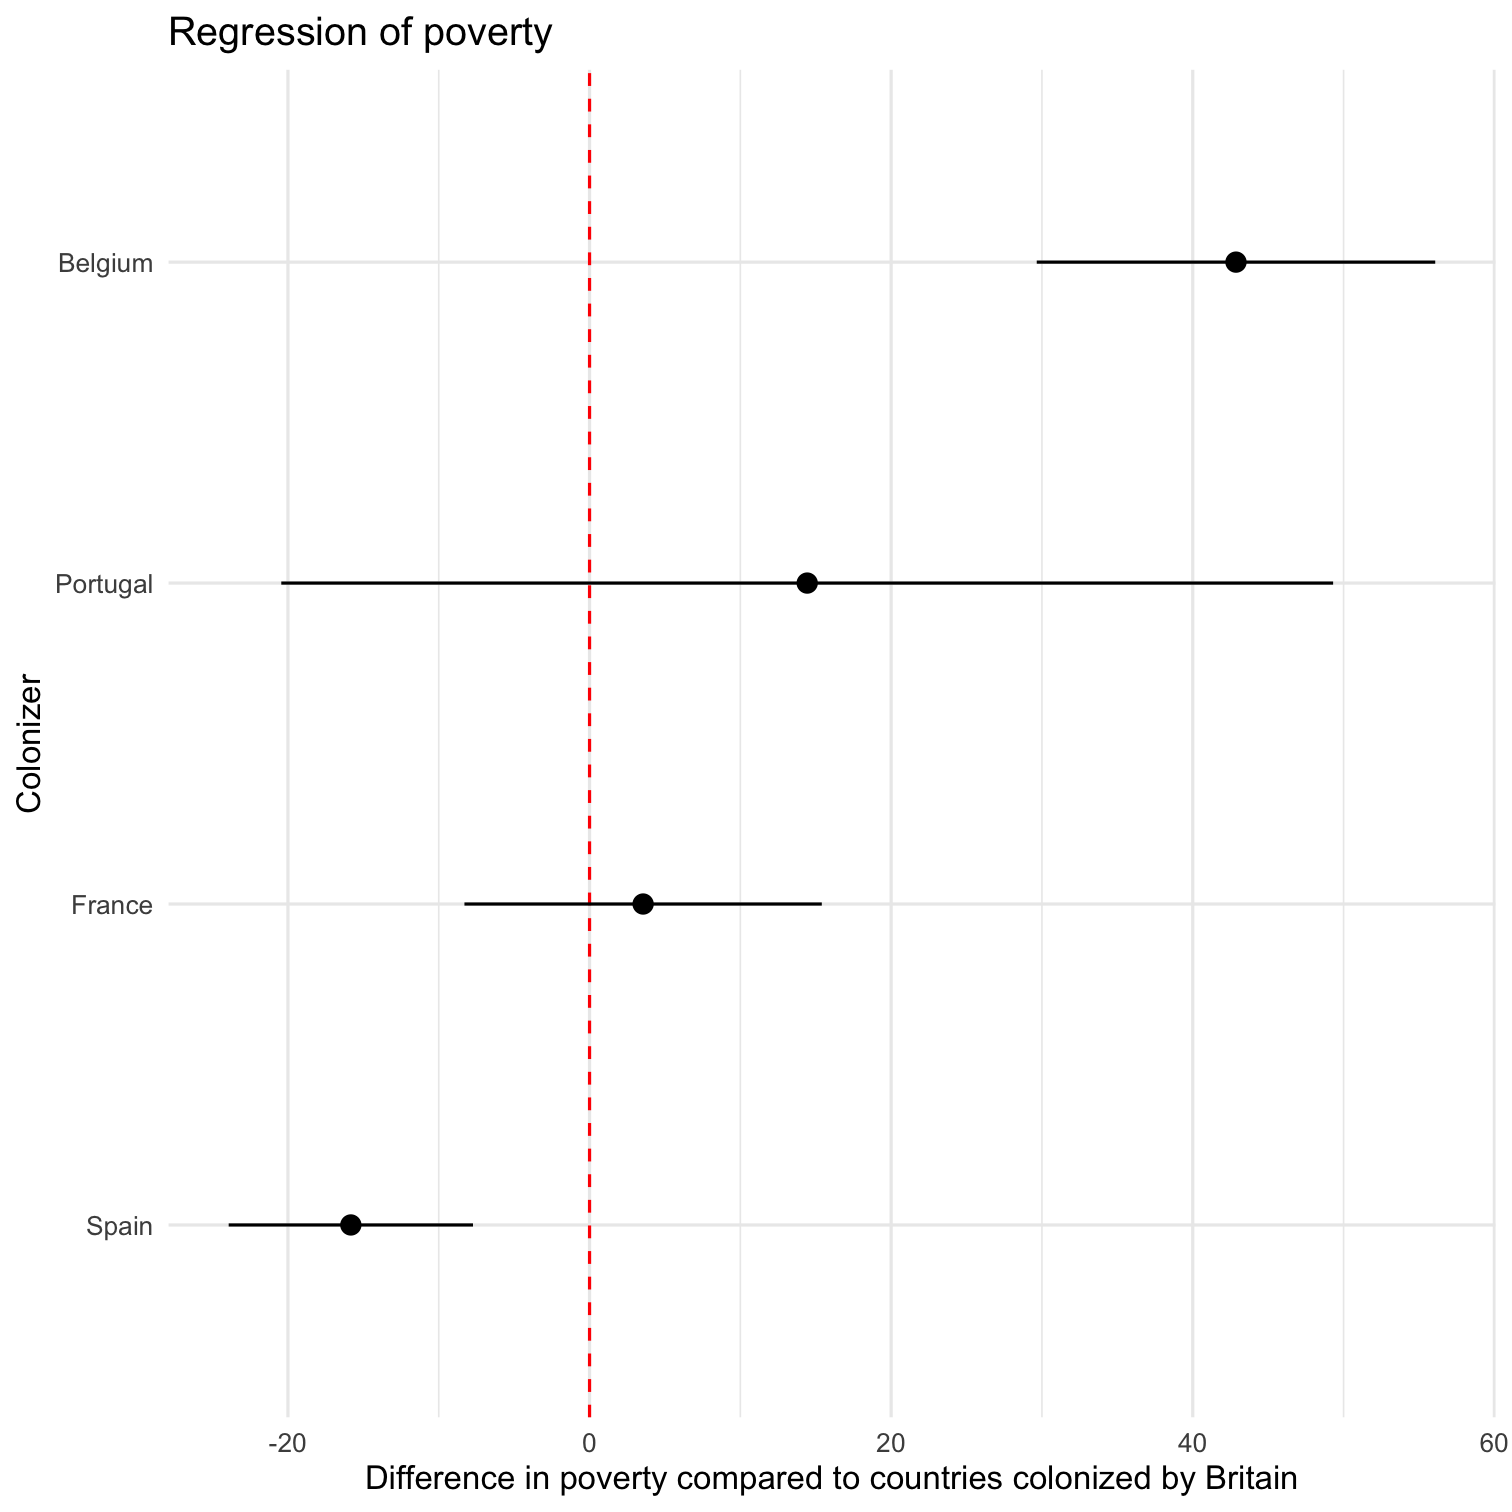 Regression of poverty
Colonizer
Belgium
Portugal
France
Spain
-20 0 20 40 60
Difference in poverty compared to countries colonized by Britain